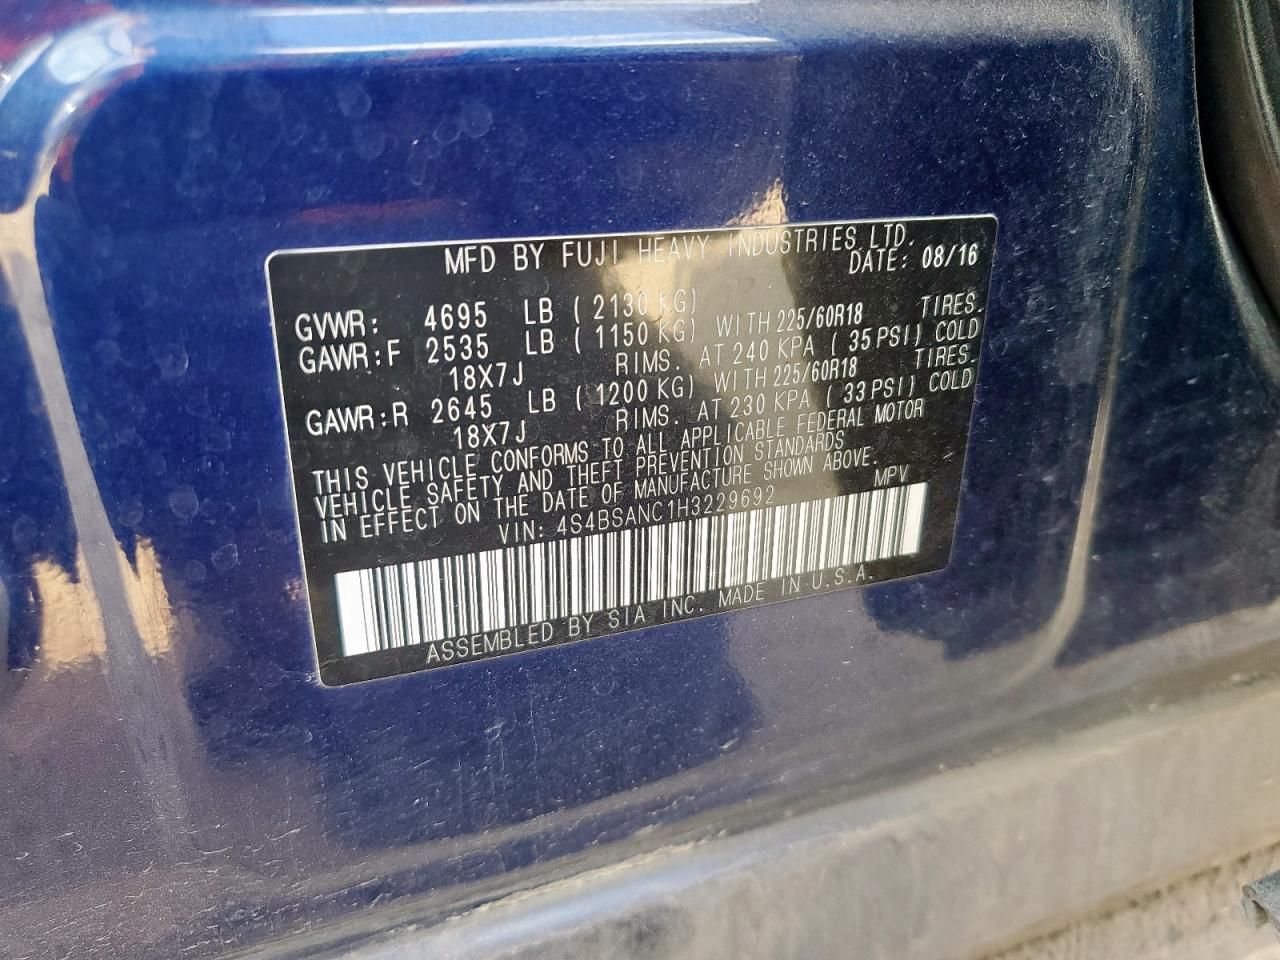 MFD BY FUJI HEAVY INDUSTRIES LTD.
DATE: 08/16
GVWR: 4695 LB ( 2130 KG)
GAWR:F 2535 LB ( 1150 KG) WITH 225/60R18 TIRES.
18X7J RIMS. AT 240 KPA ( 35 PSI) COLD
GAWR:R 2645 LB ( 1200 KG) WITH 225/60R18 TIRES.
18X7J RIMS. AT 230 KPA ( 33 PSI) COLD
THIS VEHICLE CONFORMS TO ALL APPLICABLE FEDERAL MOTOR
VEHICLE SAFETY AND THEFT PREVENTION STANDARDS
IN EFFECT ON THE DATE OF MANUFACTURE SHOWN ABOVE.
VIN: 4S4BSANC1H3229692 MPV
ASSEMBLED BY SIA INC. MADE IN U.S.A.